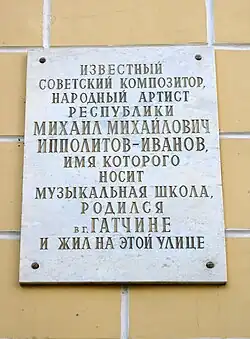 ИЗВЕСТНЫЙ
СОВЕТСКИЙ КОМПОЗИТОР,
НАРОДНЫЙ АРТИСТ
РЕСПУБЛИКИ
МИХАИЛ МИХАЙЛОВИЧ
ИППОЛИТОВ-ИВАНОВ,
ИМЯ КОТОРОГО
НОСИТ
МУЗЫКАЛЬНАЯ ШКОЛА,
РОДИЛСЯ
в г. ГАТЧИНЕ
И ЖИЛ НА ЭТОЙ УЛИЦЕ